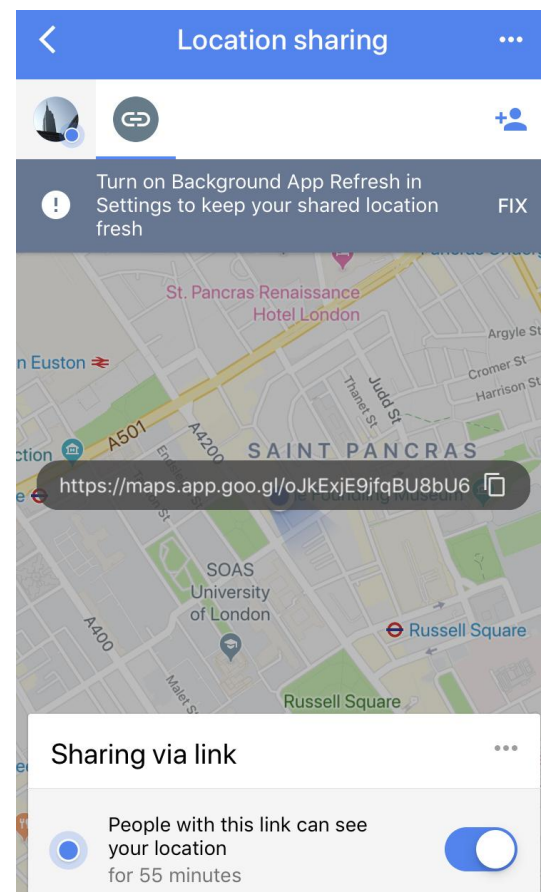 Location sharing
Turn on Background App Refresh in
Settings to keep your shared location
fresh
FIX
St. Pancras Renaissance
Hotel London
Argyle St
n Euston
Cromer St
Harrison St
Judd St
Thanet St
A501
A4200
ction
SAINT PANCRAS
https://maps.app.goo.gl/oJkExjE9jfqBU8bU6
e
SOAS
University
of London
A400
Russell Square
Malet St
Russell Square
Sharing via link
People with this link can see
your location
for 55 minutes